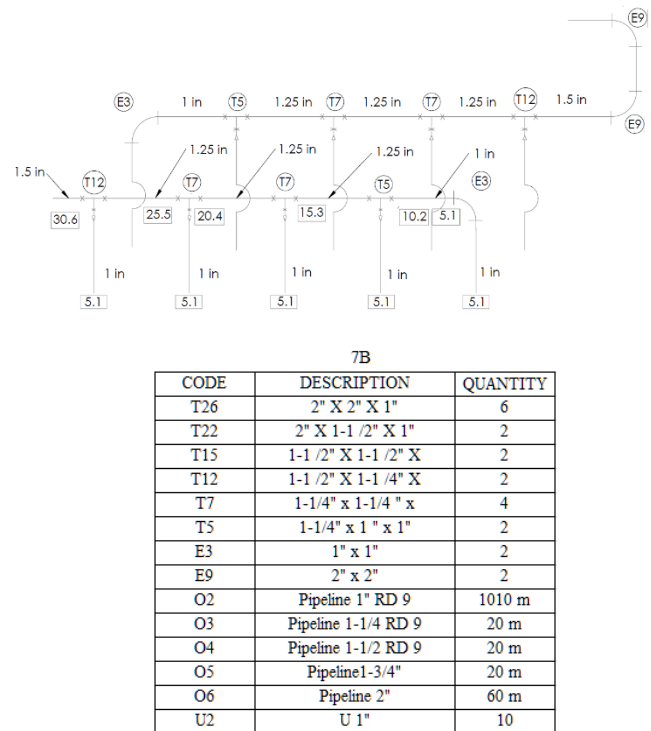 E9
E3 1 in T5 1.25 in T7 1.25 in T7 1.25 in T12 1.5 in
E9
1.5 in T12 1.25 in T7 1.25 in T7 1.25 in T5 1 in E3
30.6 25.5 20.4 15.3 10.2 5.1
1 in 1 in 1 in 1 in 1 in
5.1 5.1 5.1 5.1 5.1
7B
CODE DESCRIPTION QUANTITY
T26 2" X 2" X 1" 6
T22 2" X 1-1 /2" X 1" 2
T15 1-1 /2" X 1-1 /2" X 2
T12 1-1 /2" X 1-1 /4" X 2
T7 1-1/4" x 1-1/4 " x 4
T5 1-1/4" x 1 " x 1" 2
E3 1" x 1" 2
E9 2" x 2" 2
O2 Pipeline 1" RD 9 1010 m
O3 Pipeline 1-1/4 RD 9 20 m
O4 Pipeline 1-1/2 RD 9 20 m
O5 Pipeline1-3/4" 20 m
O6 Pipeline 2" 60 m
U2 U 1" 10